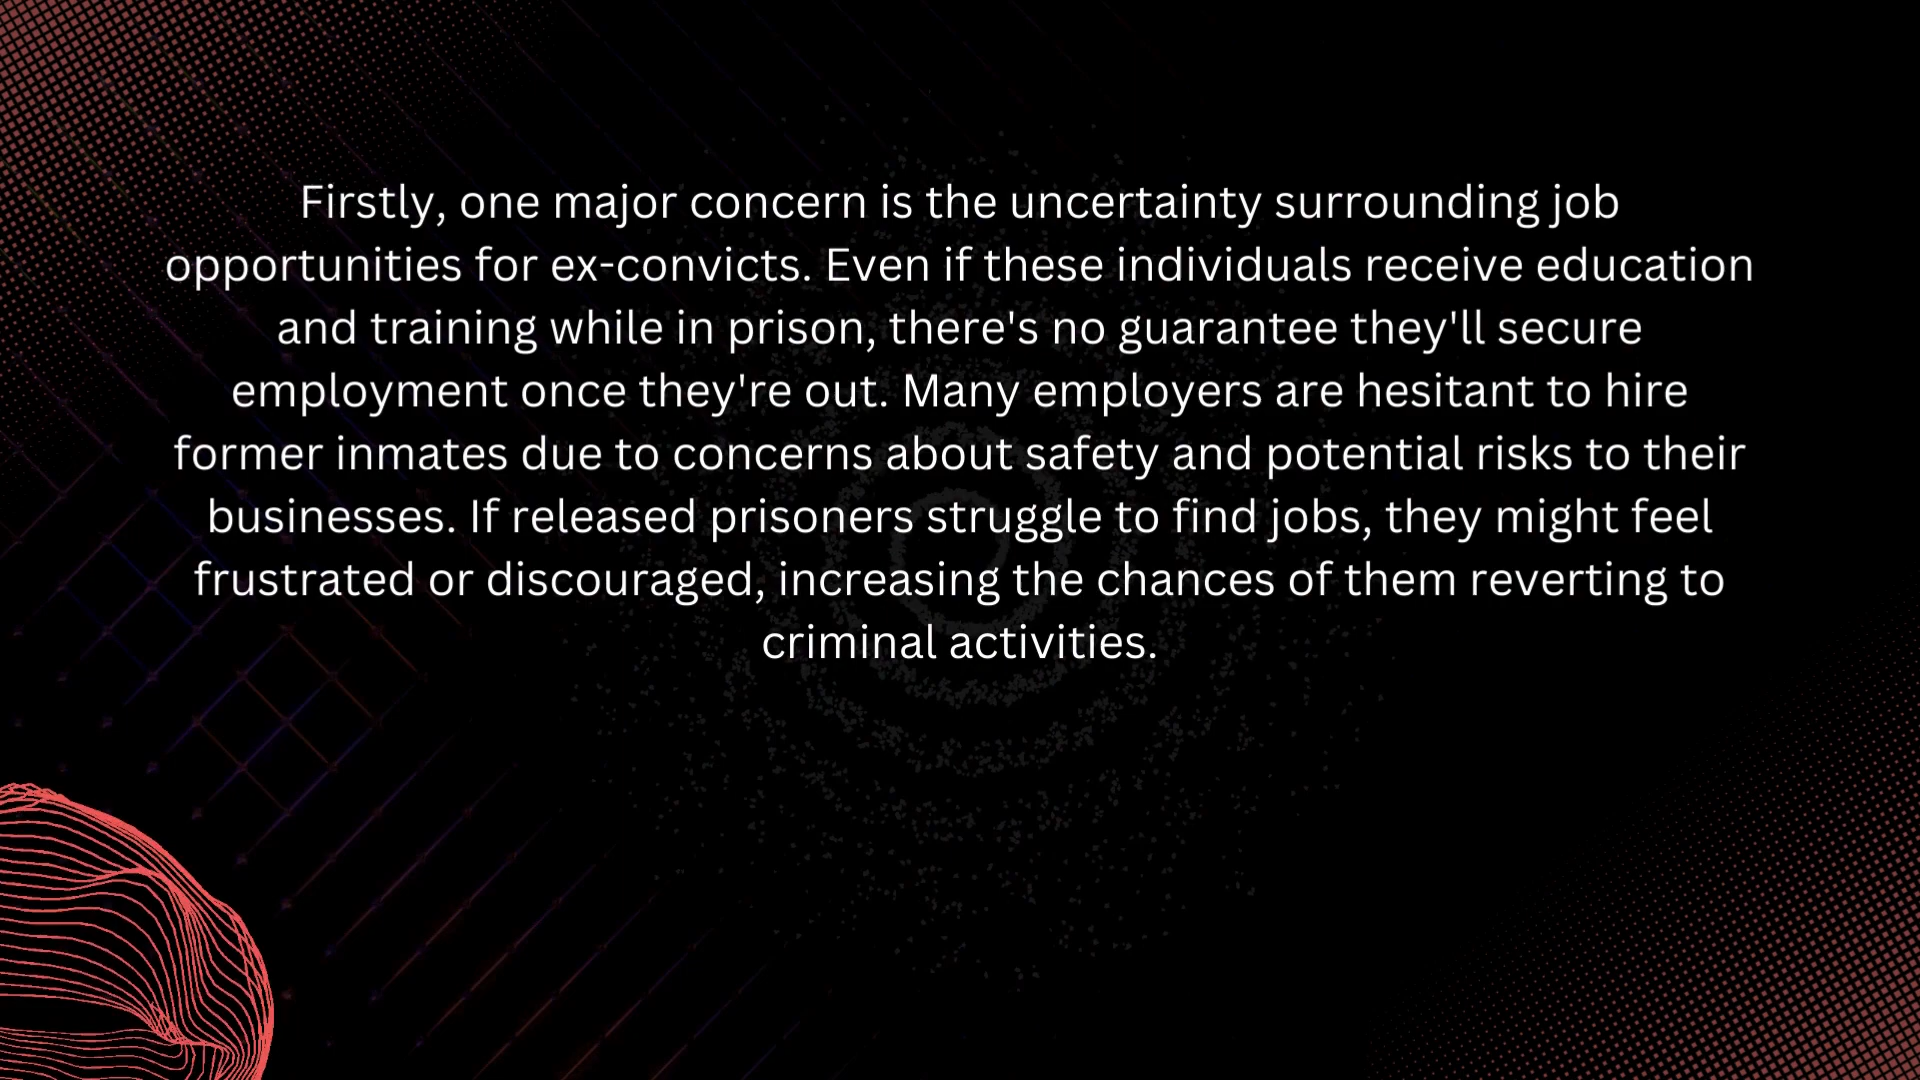 Firstly, one major concern is the uncertainty surrounding job
opportunities for ex-convicts. Even if these individuals receive education
and training while in prison, there's no guarantee they'll secure
employment once they're out. Many employers are hesitant to hire
former inmates due to concerns about safety and potential risks to their
businesses. If released prisoners struggle to find jobs, they might feel
frustrated or discouraged, increasing the chances of them reverting to
criminal activities.